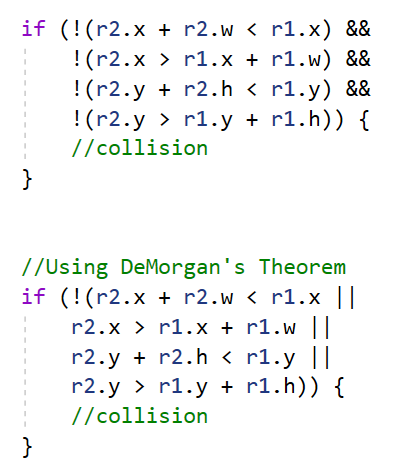 if (!(r2.x + r2.w < r1.x) &&
!(r2.x > r1.x + r1.w) &&
!(r2.y + r2.h < r1.y) &&
!(r2.y > r1.y + r1.h)) {
//collision
}
//Using DeMorgan's Theorem
if (!(r2.x + r2.w < r1.x ||
r2.x > r1.x + r1.w ||
r2.y + r2.h < r1.y ||
r2.y > r1.y + r1.h)) {
//collision
}